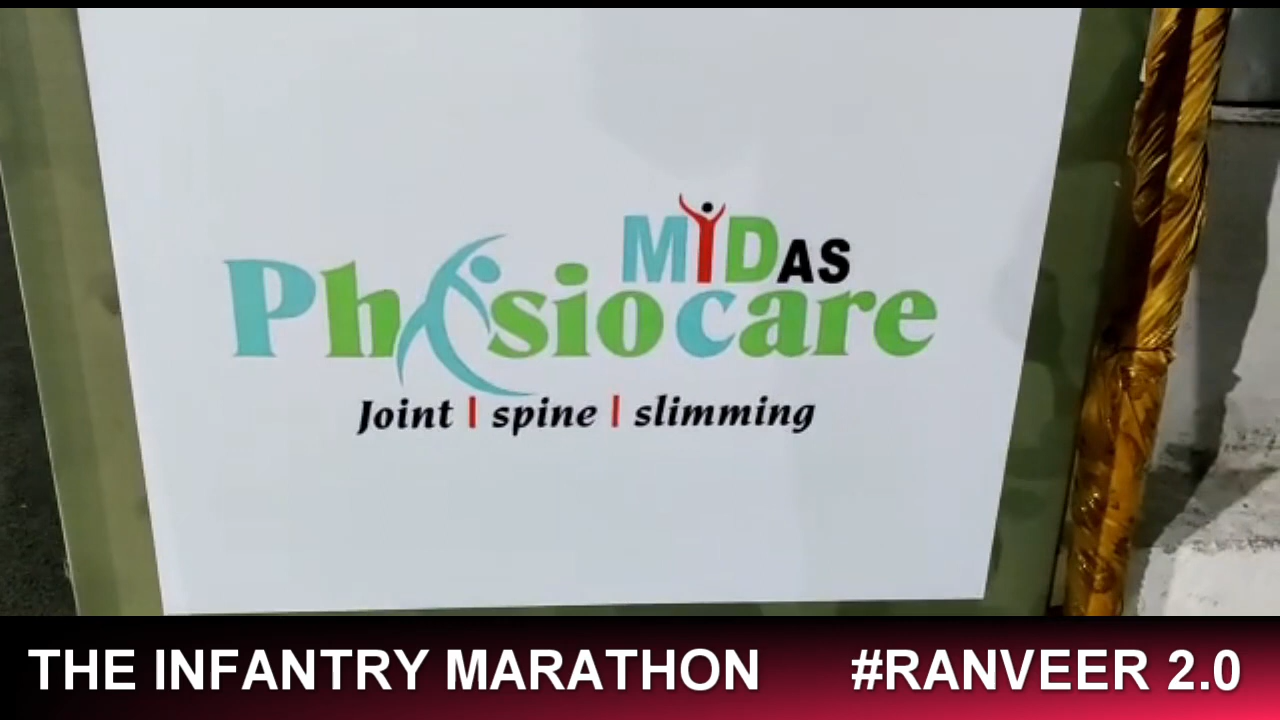 MIDAS
Physiocare
Joint | spine | slimming
THE INFANTRY MARATHON #RANVEER 2.0